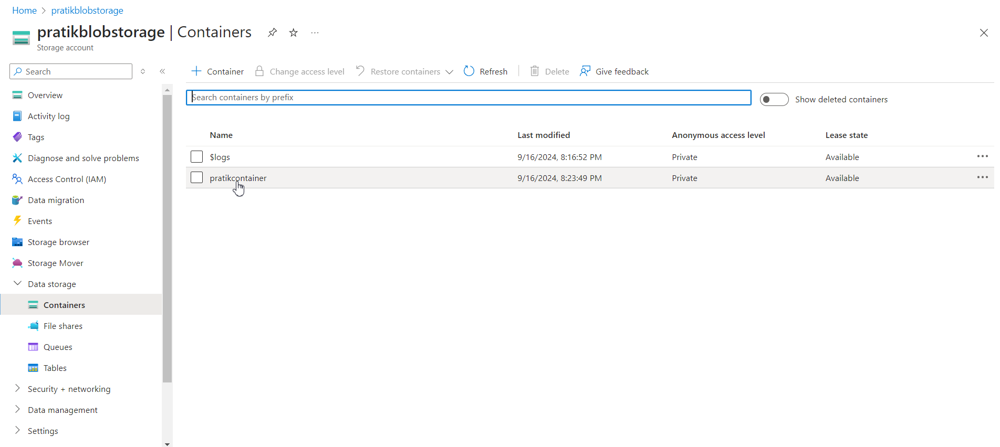 Home > pratikblobstorage
pratikblobstorage | Containers ...
Storage account
Search
Container Change access level Restore containers Refresh Delete Give feedback
Search containers by prefix
Show deleted containers
Overview
Activity log
Tags
Diagnose and solve problems
Access Control (IAM)
Data migration
Events
Storage browser
Storage Mover
Data storage
Containers
File shares
Queues
Tables
Security + networking
Data management
Settings
Name Last modified Anonymous access level Lease state
$logs 9/16/2024, 8:16:52 PM Private Available
pratikcontainer 9/16/2024, 8:23:49 PM Private Available